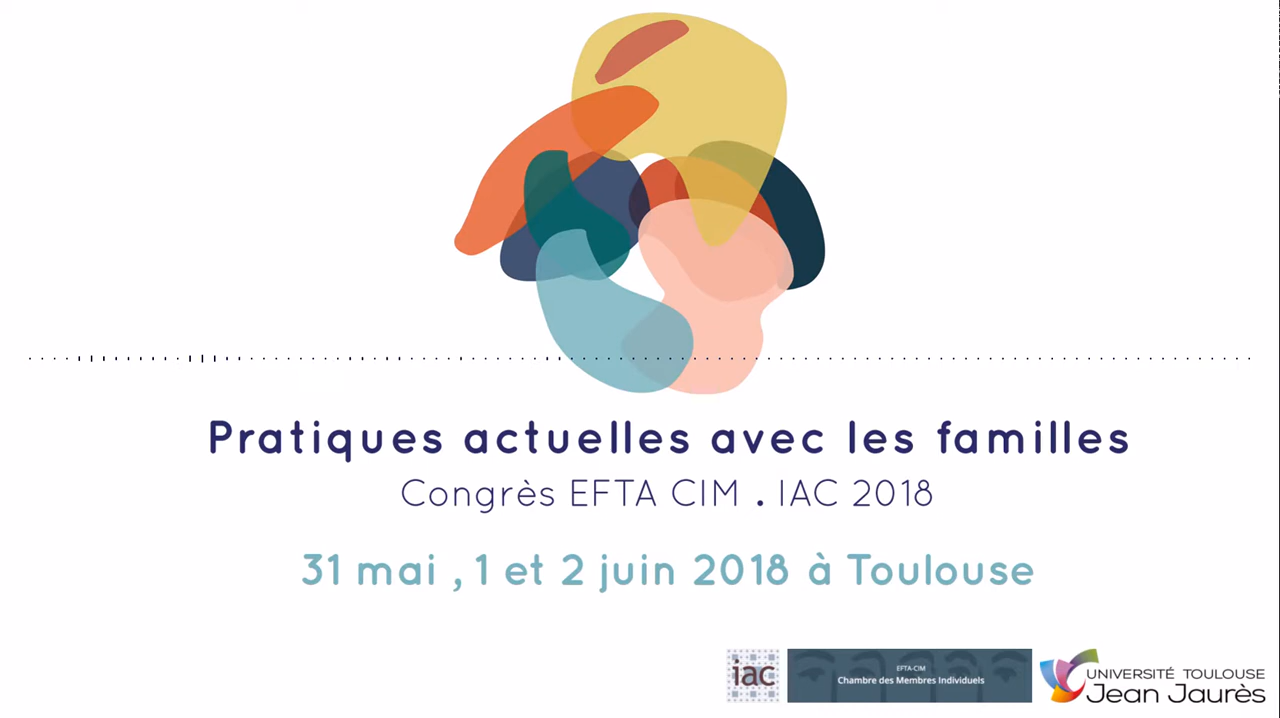 Pratiques actuelles avec les familles
Congrès EFTA CIM . IAC 2018
31 mai , 1 et 2 juin 2018 à Toulouse
iac
EFTA-CIM
Chambre des Membres Individuels
UNIVERSITÉ TOULOUSE
Jean Jaurès